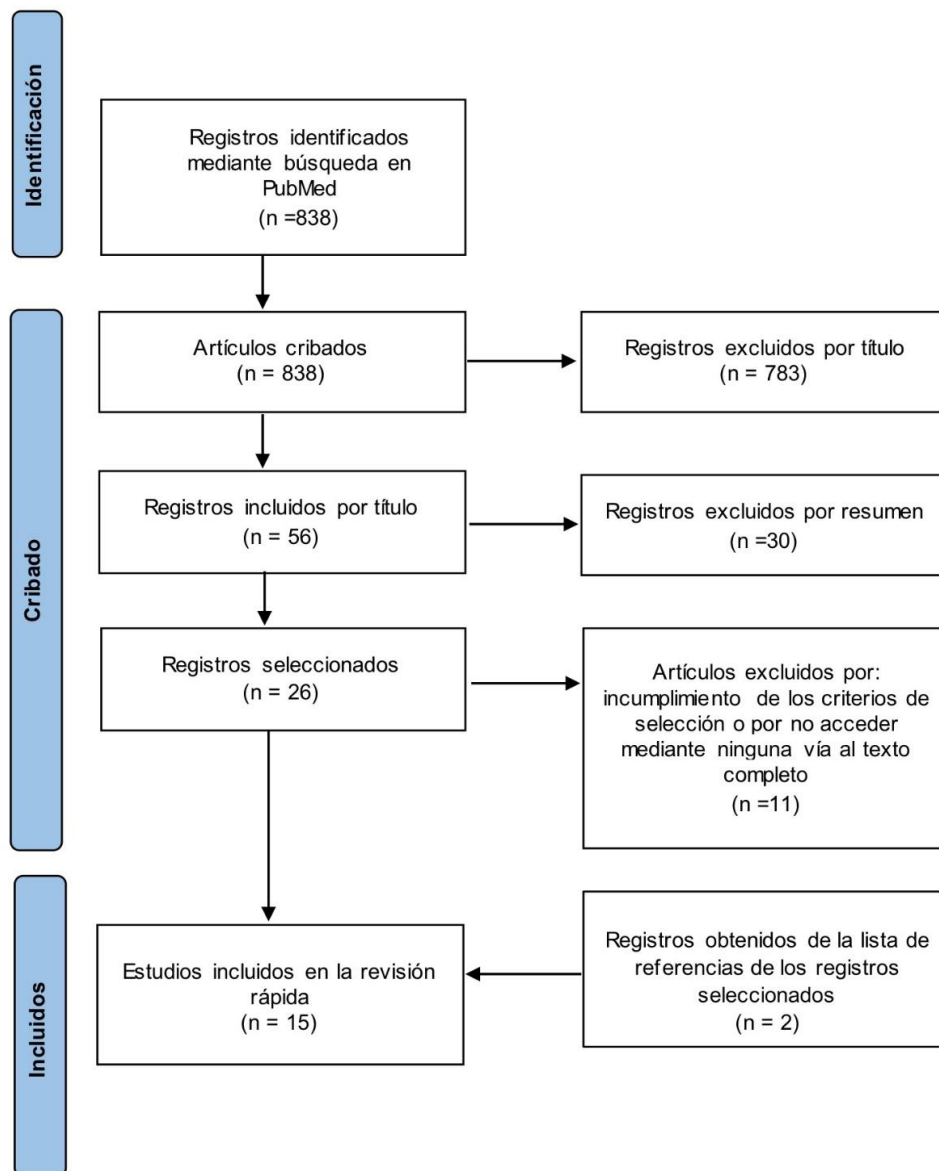 Identificación
Registros identificados
mediante búsqueda en
PubMed
(n =838)
Cribado
Artículos cribados
(n = 838)
Registros excluidos por título
(n = 783)
Registros incluidos por título
(n = 56)
Registros excluidos por resumen
(n =30)
Registros seleccionados
(n = 26)
Artículos excluidos por:
incumplimiento de los criterios de
selección o por no acceder
mediante ninguna vía al texto
completo
(n =11)
Incluidos
Estudios incluidos en la revisión
rápida
(n = 15)
Registros obtenidos de la lista de
referencias de los registros
seleccionados
(n = 2)